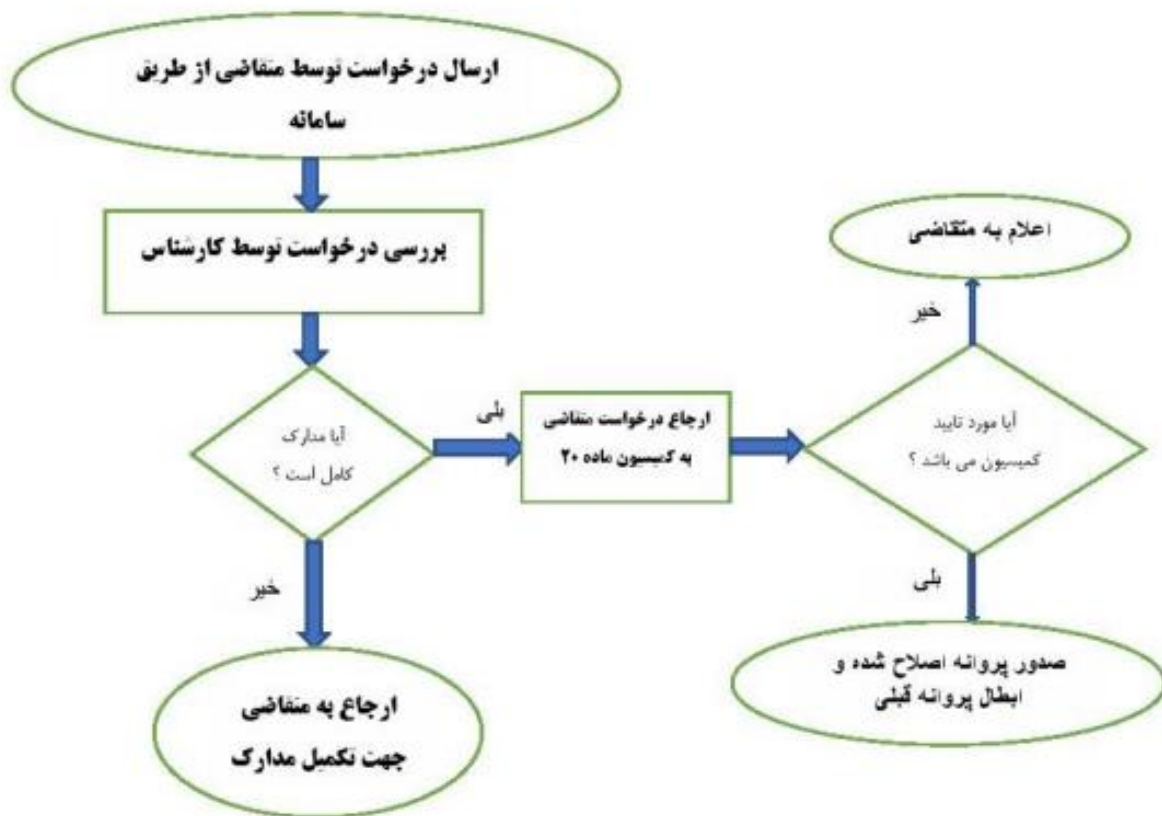 ارسال درخواست توسط متقاضی از طریق
سامانه
بررسی درخواست توسط کارشناس
آیا مدارک
کامل است ؟
خیر
ارجاع به متقاضی
جهت تکمیل مدارک
بلی
ارجاع درخواست متقاضی
به کمیسیون ماده ۲۰
آیا مورد تایید
کمیسیون می باشد ؟
خیر
اعلام به متقاضی
بلی
صدور پروانه اصلاح شده و
ابطال پروانه قبلی